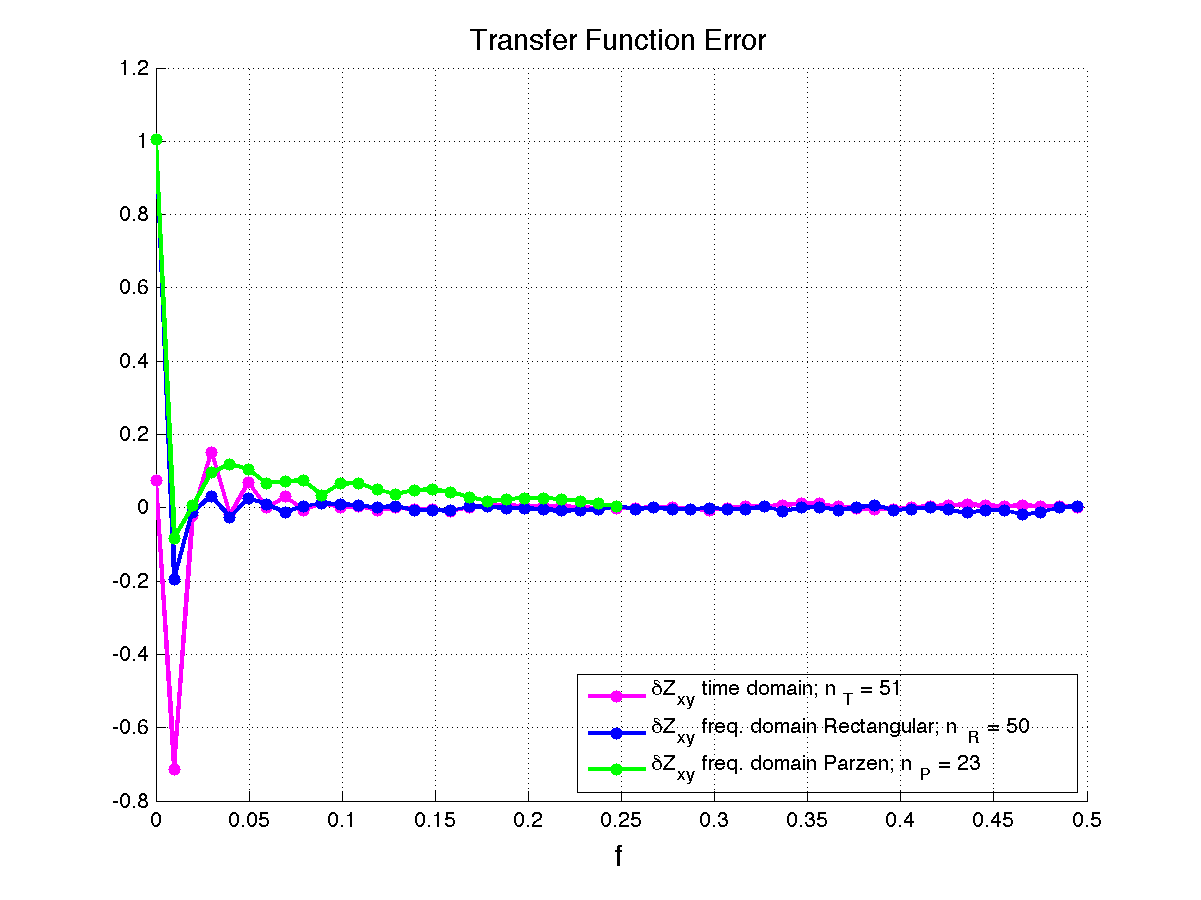 Transfer Function Error
1.2
1
0.8
0.6
0.4
0.2
0
-0.2
-0.4
-0.6
-0.8
0 0.05 0.1 0.15 0.2 0.25 0.3 0.35 0.4 0.45 0.5
f
δZxy time domain; n T = 51
δZxy freq. domain Rectangular; n R = 50
δZxy freq. domain Parzen; n P = 23